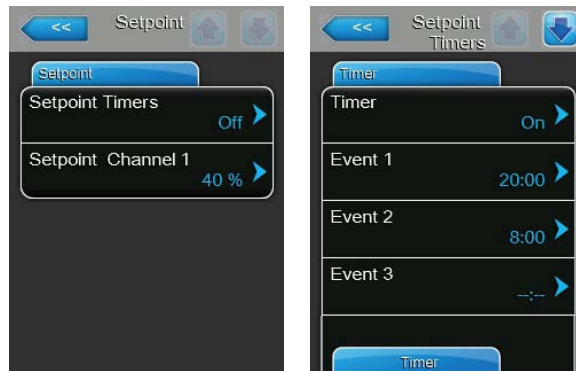 << Setpoint
Setpoint
Setpoint Timers
Off
Setpoint Channel 1
40 %
<< Setpoint
Timers
Timer
Timer
On
Event 1
20:00
Event 2
8:00
Event 3
--:--
Timer